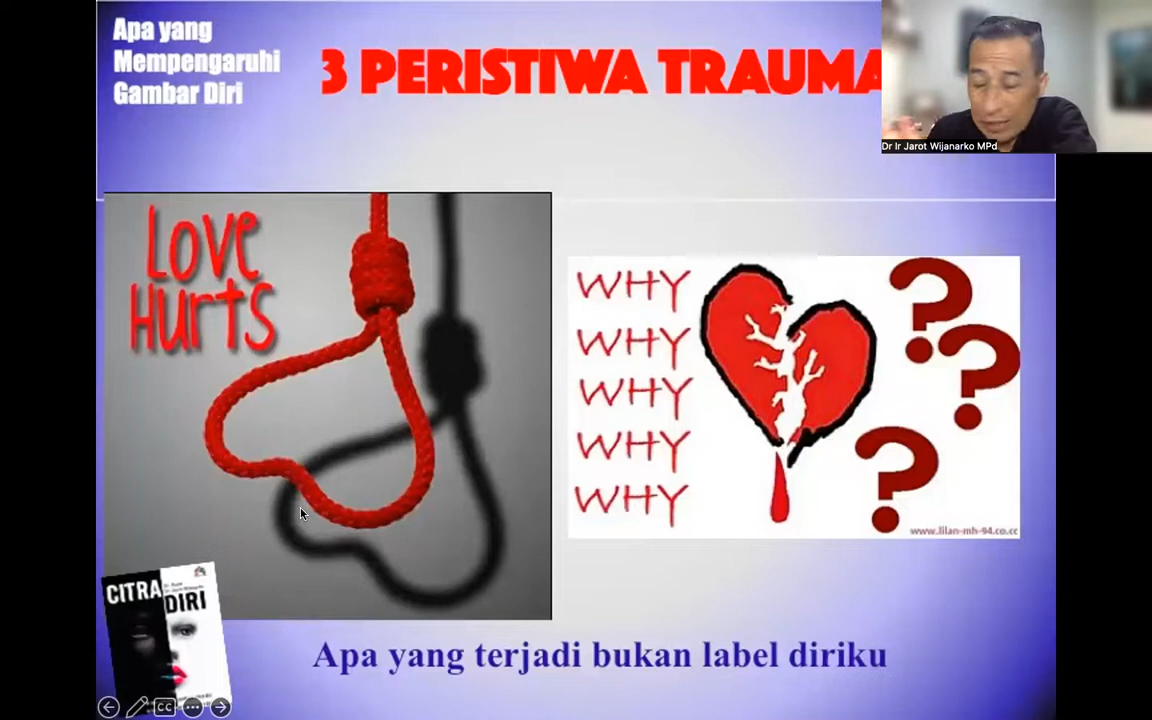 Apa yang
Mempengaruhi
Gambar Diri
3 PERISTIWA TRAUMA
Dr Ir Jarot Wijanarko MPd
LOVE
HURTS
WHY
WHY
WHY
WHY
WHY
? ? ?
www.lilan-mh-94.co.cc
CITRA
DIRI
Apa yang terjadi bukan label diriku
CC